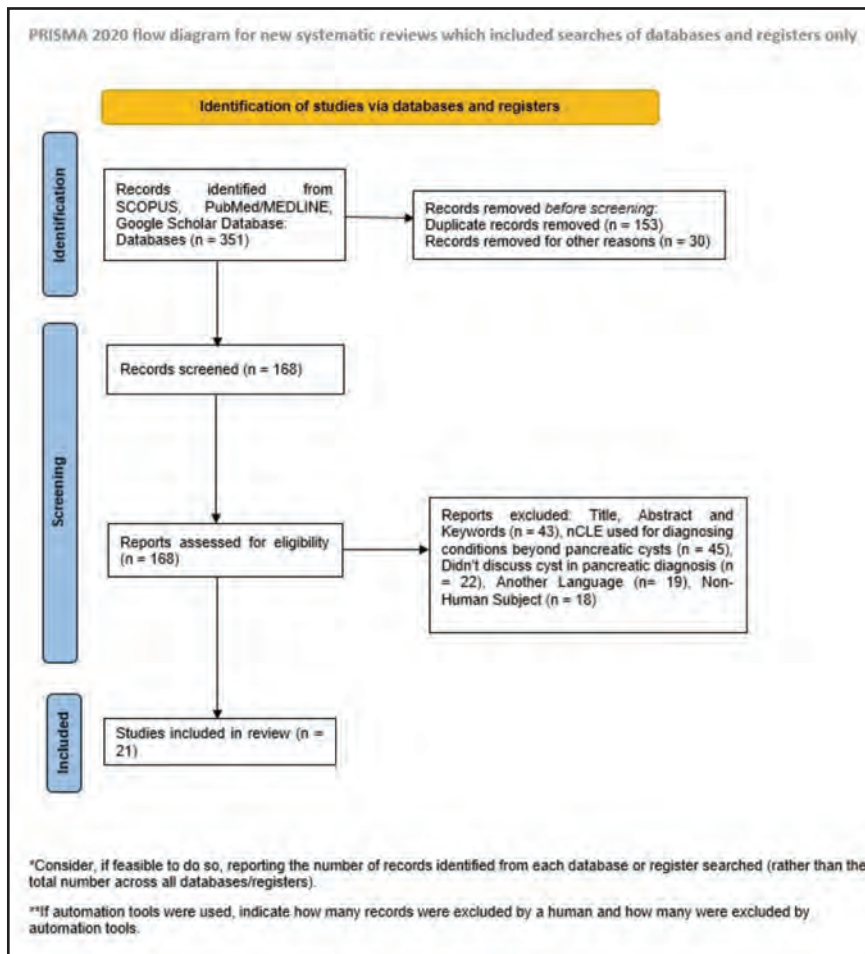 PRISMA 2020 flow diagram for new systematic reviews which included searches of databases and registers only
Identification of studies via databases and registers
Identification
Records identified from
SCOPUS, PubMed/MEDLINE,
Google Scholar Database:
Databases (n = 351)
Records removed before screening:
Duplicate records removed (n = 153)
Records removed for other reasons (n = 30)
Screening
Records screened (n = 168)
Reports assessed for eligibility
(n = 168)
Reports excluded: Title, Abstract and
Keywords (n = 43), nCLE used for diagnosing
conditions beyond pancreatic cysts (n = 45),
Didn't discuss cyst in pancreatic diagnosis (n
= 22), Another Language (n= 19), Non-
Human Subject (n = 18)
Included
Studies included in review (n =
21)
*Consider, if feasible to do so, reporting the number of records identified from each database or register searched (rather than the
total number across all databases/registers).
**If automation tools were used, indicate how many records were excluded by a human and how many were excluded by
automation tools.